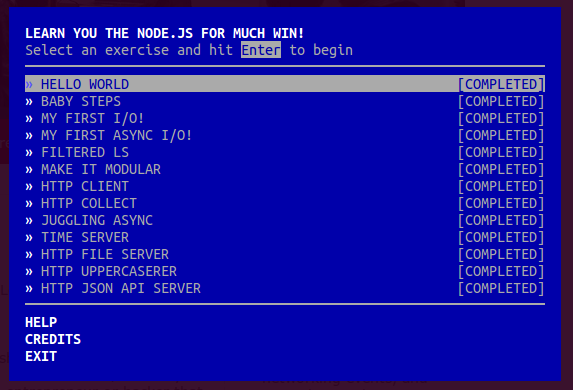 LEARN YOU THE NODE.JS FOR MUCH WIN!
Select an exercise and hit Enter to begin
» HELLO WORLD [COMPLETED]
» BABY STEPS [COMPLETED]
» MY FIRST I/O! [COMPLETED]
» MY FIRST ASYNC I/O! [COMPLETED]
» FILTERED LS [COMPLETED]
» MAKE IT MODULAR [COMPLETED]
» HTTP CLIENT [COMPLETED]
» HTTP COLLECT [COMPLETED]
» JUGGLING ASYNC [COMPLETED]
» TIME SERVER [COMPLETED]
» HTTP FILE SERVER [COMPLETED]
» HTTP UPPERCASERER [COMPLETED]
» HTTP JSON API SERVER [COMPLETED]
HELP
CREDITS
EXIT